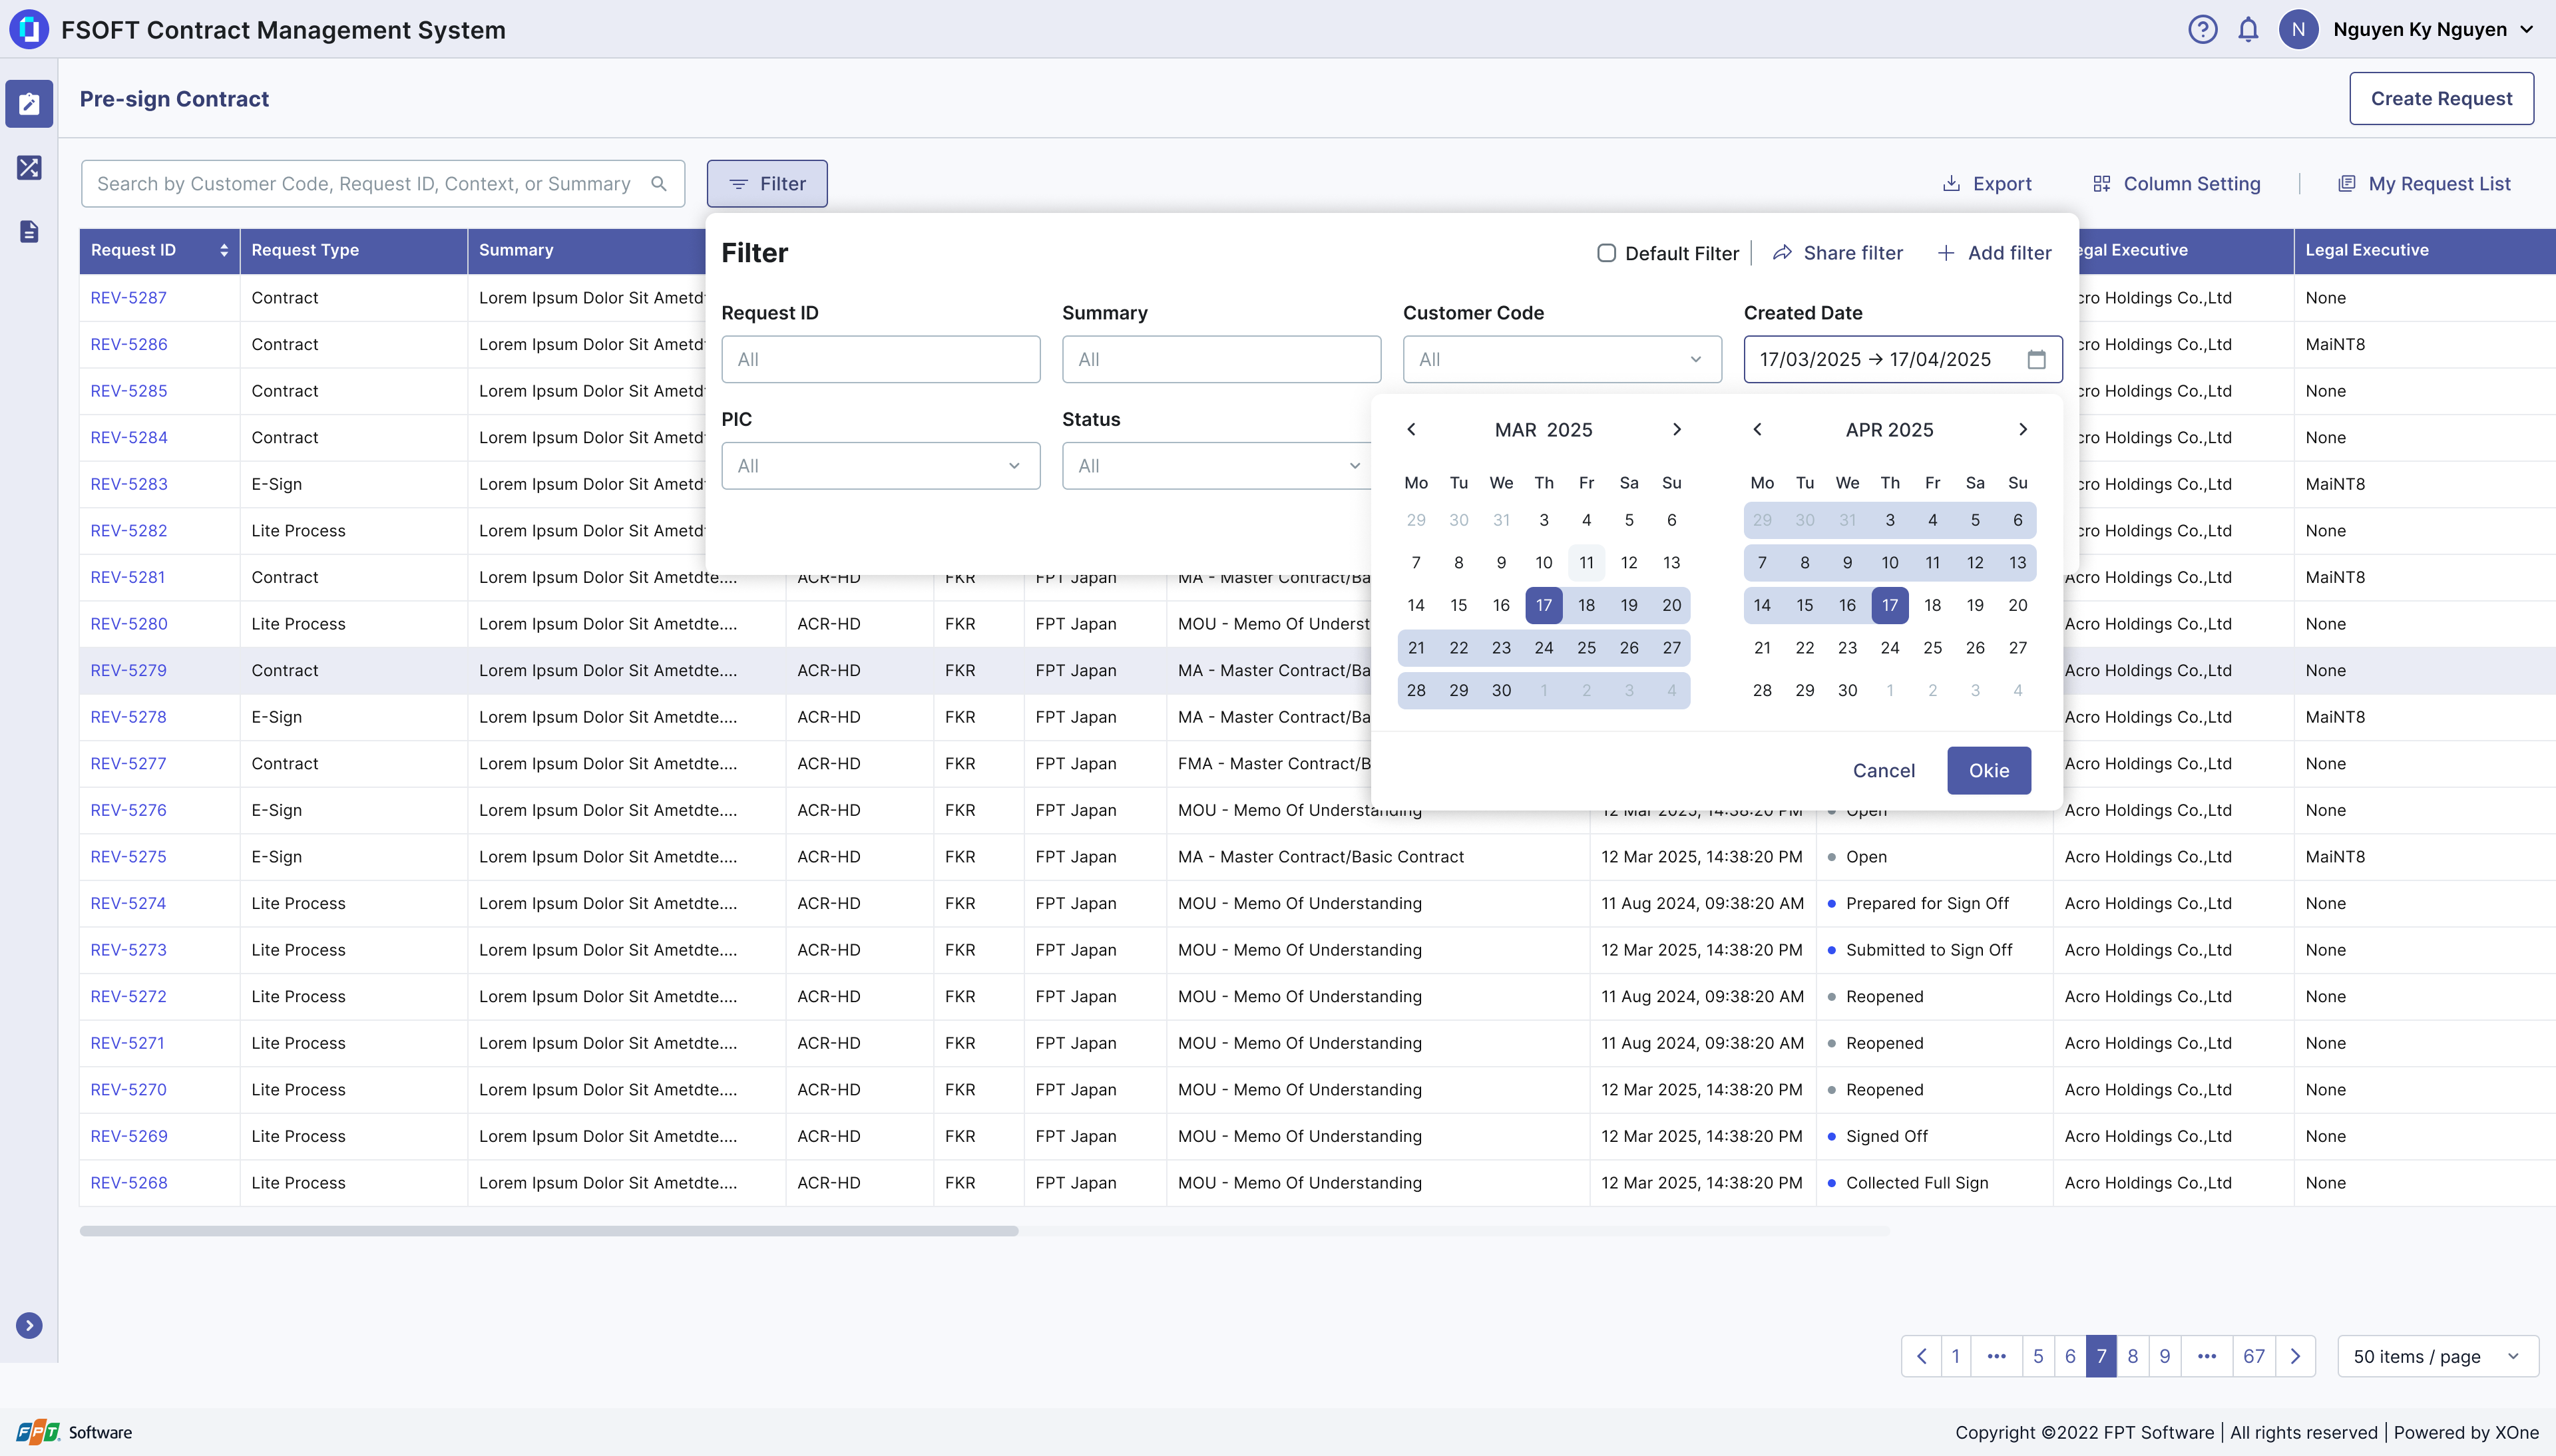 FSOFT Contract Management System
N
Nguyen Ky Nguyen
Pre-sign Contract
Create Request
Search by Customer Code, Request ID, Context, or Summary
Filter
Export
Column Setting
My Request List
Request ID
Request Type
Summary
egal Executive
Legal Executive
Filter
Default Filter
Share filter
Add filter
Request ID
Summary
Customer Code
Created Date
All
All
All
17/03/2025 → 17/04/2025
PIC
Status
All
All
MAR 2025
APR 2025
Mo Tu We Th Fr Sa Su
29 30 31 3 4 5 6
7 8 9 10 11 12 13
14 15 16 17 18 19 20
21 22 23 24 25 26 27
28 29 30 1 2 3 4
Mo Tu We Th Fr Sa Su
29 30 31 3 4 5 6
7 8 9 10 11 12 13
14 15 16 17 18 19 20
21 22 23 24 25 26 27
28 29 30 1 2 3 4
Cancel
Okie
REV-5287 Contract Lorem Ipsum Dolor Sit Ametdt cro Holdings Co.,Ltd None
REV-5286 Contract Lorem Ipsum Dolor Sit Ametdt cro Holdings Co.,Ltd MaiNT8
REV-5285 Contract Lorem Ipsum Dolor Sit Ametdt cro Holdings Co.,Ltd None
REV-5284 Contract Lorem Ipsum Dolor Sit Ametdt cro Holdings Co.,Ltd None
REV-5283 E-Sign Lorem Ipsum Dolor Sit Ametdt cro Holdings Co.,Ltd MaiNT8
REV-5282 Lite Process Lorem Ipsum Dolor Sit Ametdt cro Holdings Co.,Ltd None
REV-5281 Contract Lorem Ipsum Dolor Sit Ametdte.... ACR-HD FKR FPT Japan MA - Master Contract/Ba Acro Holdings Co.,Ltd MaiNT8
REV-5280 Lite Process Lorem Ipsum Dolor Sit Ametdte.... ACR-HD FKR FPT Japan MOU - Memo Of Underst Acro Holdings Co.,Ltd None
REV-5279 Contract Lorem Ipsum Dolor Sit Ametdte.... ACR-HD FKR FPT Japan MA - Master Contract/Ba Acro Holdings Co.,Ltd None
REV-5278 E-Sign Lorem Ipsum Dolor Sit Ametdte.... ACR-HD FKR FPT Japan MA - Master Contract/Ba Acro Holdings Co.,Ltd MaiNT8
REV-5277 Contract Lorem Ipsum Dolor Sit Ametdte.... ACR-HD FKR FPT Japan FMA - Master Contract/B Acro Holdings Co.,Ltd None
REV-5276 E-Sign Lorem Ipsum Dolor Sit Ametdte.... ACR-HD FKR FPT Japan MOU - Memo Of Understanding 12 Mar 2025, 14:38:20 PM Open Acro Holdings Co.,Ltd None
REV-5275 E-Sign Lorem Ipsum Dolor Sit Ametdte.... ACR-HD FKR FPT Japan MA - Master Contract/Basic Contract 12 Mar 2025, 14:38:20 PM Open Acro Holdings Co.,Ltd MaiNT8
REV-5274 Lite Process Lorem Ipsum Dolor Sit Ametdte.... ACR-HD FKR FPT Japan MOU - Memo Of Understanding 11 Aug 2024, 09:38:20 AM Prepared for Sign Off Acro Holdings Co.,Ltd None
REV-5273 Lite Process Lorem Ipsum Dolor Sit Ametdte.... ACR-HD FKR FPT Japan MOU - Memo Of Understanding 12 Mar 2025, 14:38:20 PM Submitted to Sign Off Acro Holdings Co.,Ltd None
REV-5272 Lite Process Lorem Ipsum Dolor Sit Ametdte.... ACR-HD FKR FPT Japan MOU - Memo Of Understanding 11 Aug 2024, 09:38:20 AM Reopened Acro Holdings Co.,Ltd None
REV-5271 Lite Process Lorem Ipsum Dolor Sit Ametdte.... ACR-HD FKR FPT Japan MOU - Memo Of Understanding 11 Aug 2024, 09:38:20 AM Reopened Acro Holdings Co.,Ltd None
REV-5270 Lite Process Lorem Ipsum Dolor Sit Ametdte.... ACR-HD FKR FPT Japan MOU - Memo Of Understanding 12 Mar 2025, 14:38:20 PM Reopened Acro Holdings Co.,Ltd None
REV-5269 Lite Process Lorem Ipsum Dolor Sit Ametdte.... ACR-HD FKR FPT Japan MOU - Memo Of Understanding 12 Mar 2025, 14:38:20 PM Signed Off Acro Holdings Co.,Ltd None
REV-5268 Lite Process Lorem Ipsum Dolor Sit Ametdte.... ACR-HD FKR FPT Japan MOU - Memo Of Understanding 12 Mar 2025, 14:38:20 PM Collected Full Sign Acro Holdings Co.,Ltd None
1 ••• 5 6 7 8 9 ••• 67
50 items / page
FPT Software
Copyright ©2022 FPT Software | All rights reserved | Powered by XOne